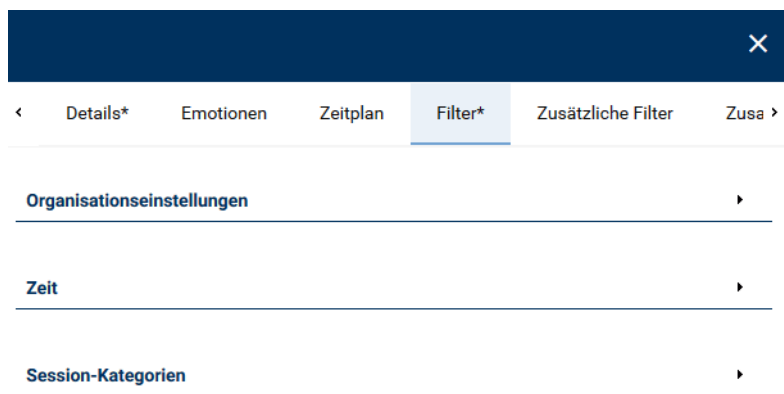 Details* Emotionen Zeitplan Filter* Zusätzliche Filter Zusa
Organisationseinstellungen
Zeit
Session-Kategorien